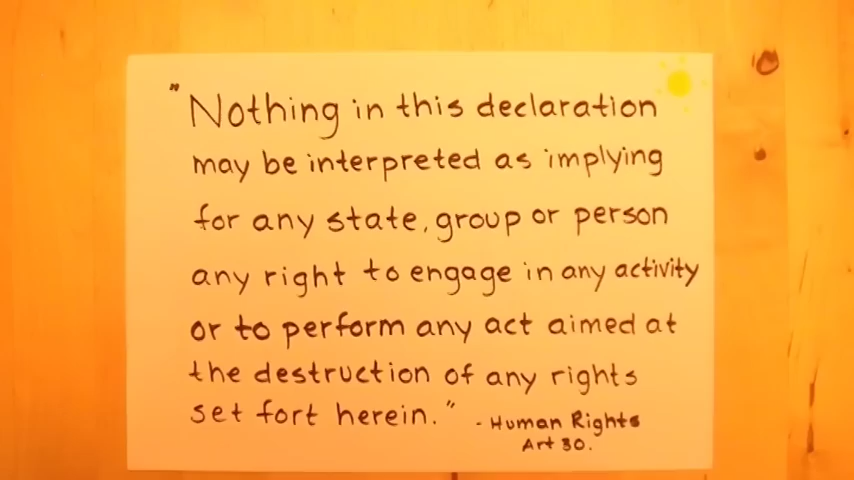 "Nothing in this declaration
may be interpreted as implying
for any state, group or person
any right to engage in any activity
or to perform any act aimed at
the destruction of any rights
set fort herein."
- Human Rights
Art 30.